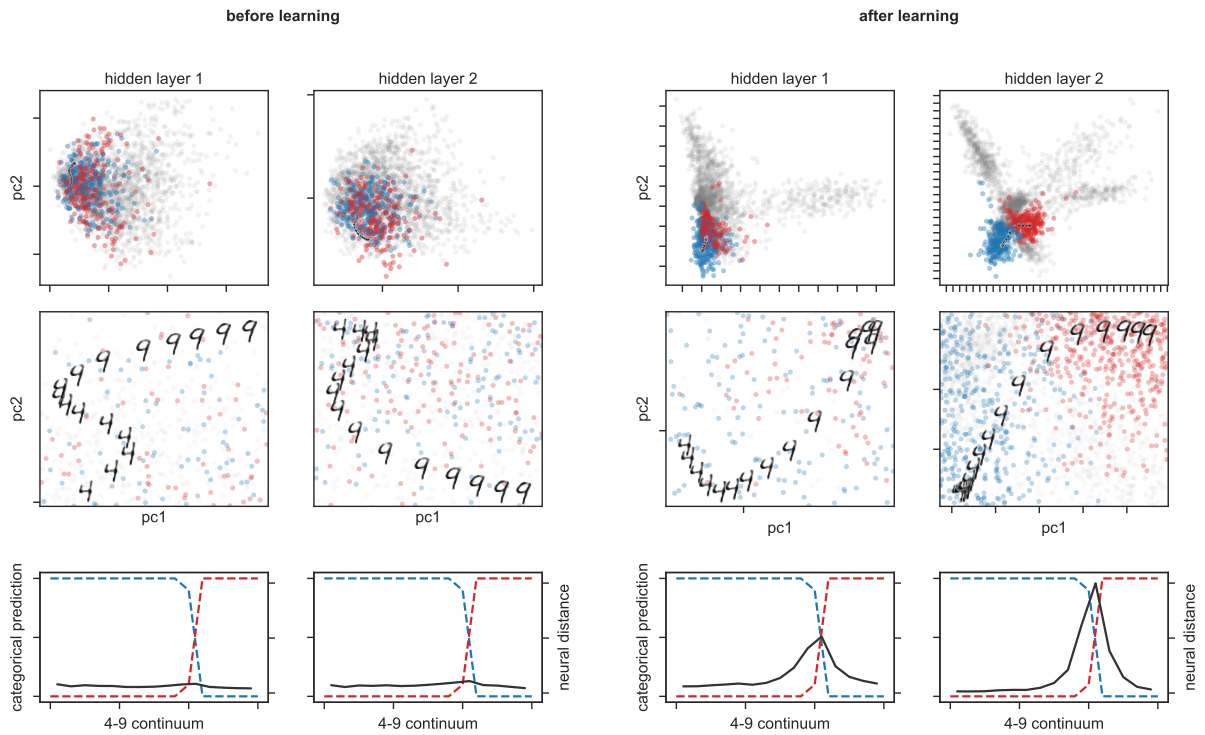 before learning
after learning
hidden layer 1
hidden layer 2
hidden layer 1
hidden layer 2
pc2
pc2
pc2
pc2
pc1
pc1
pc1
pc1
categorical prediction
neural distance
categorical prediction
neural distance
4-9 continuum
4-9 continuum
4-9 continuum
4-9 continuum